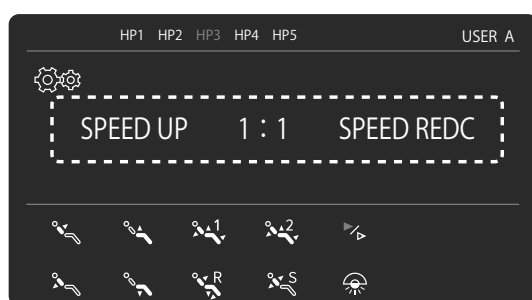 HP1 HP2 HP3 HP4 HP5 USER A
SPEED UP 1 : 1 SPEED REDC
1 2
R S